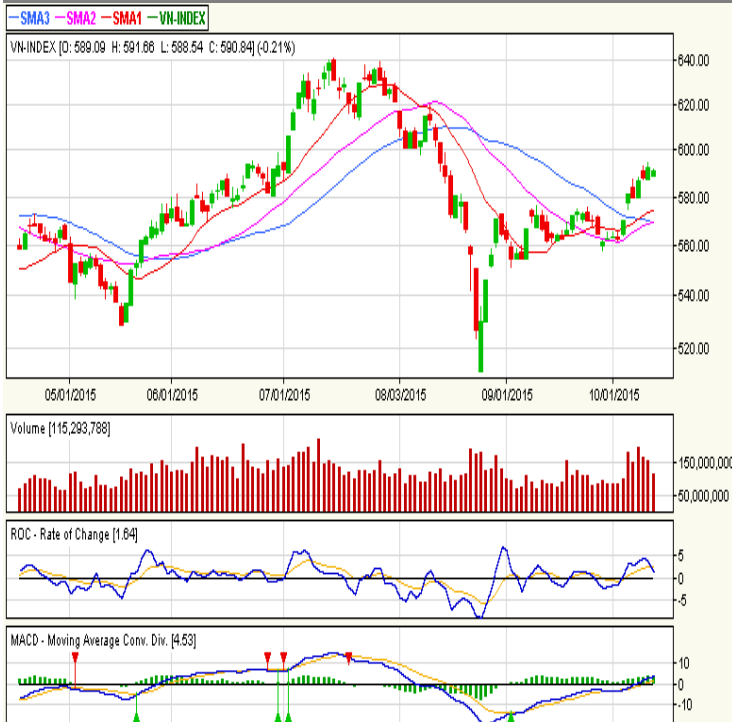 SMA3 SMA2 SMA1 VN-INDEX
VN-INDEX [O: 589.09 H: 591.66 L: 588.54 C: 590.84] (-0.21%)
640.00
620.00
600.00
580.00
560.00
540.00
520.00
05/01/2015 06/01/2015 07/01/2015 08/03/2015 09/01/2015 10/01/2015
Volume [115,293,788]
150,000,000
50,000,000
ROC - Rate of Change [1.64]
5
0
-5
MACD - Moving Average Conv. Div. [4.53]
10
0
-10